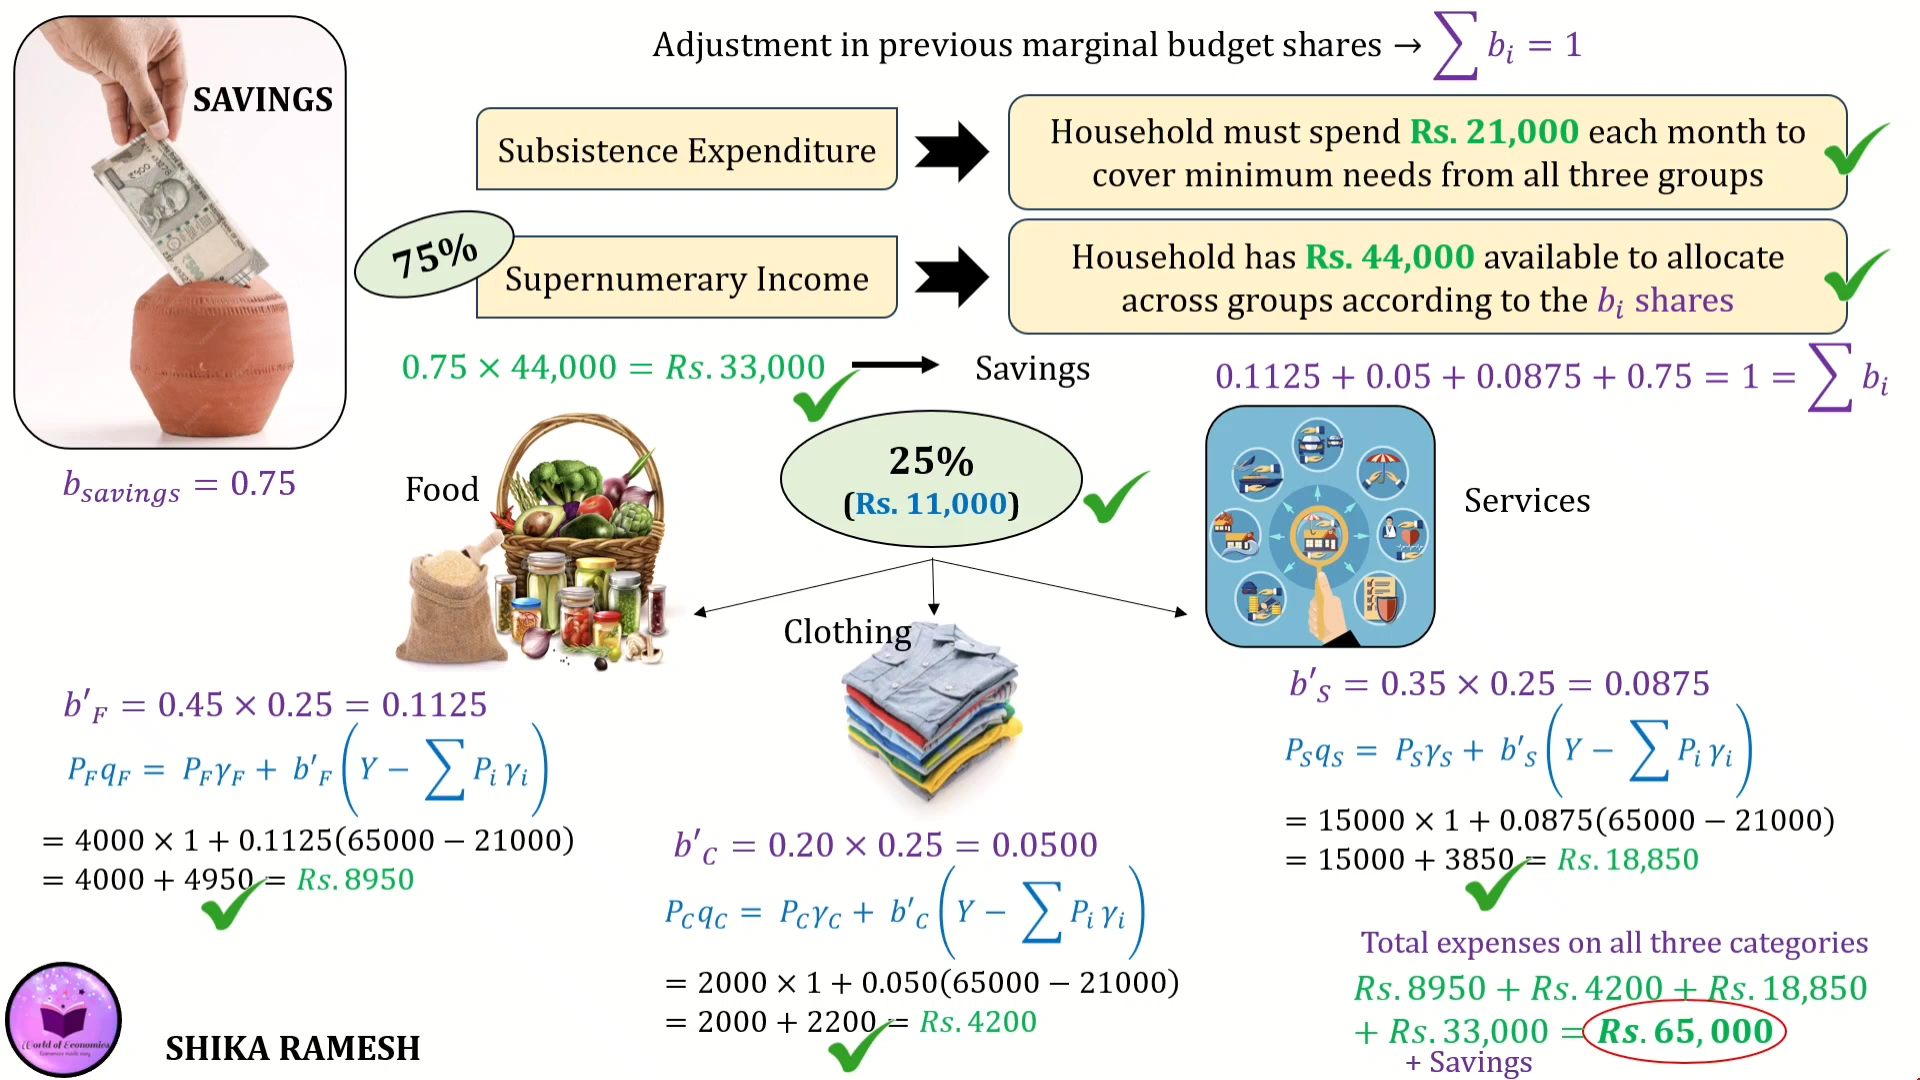 Adjustment in previous marginal budget shares → ∑ bᵢ = 1
SAVINGS
₹५००
Subsistence Expenditure
Household must spend Rs. 21,000 each month to
cover minimum needs from all three groups
75%
Supernumerary Income
Household has Rs. 44,000 available to allocate
across groups according to the bᵢ shares
0.75 × 44,000 = Rs. 33,000
Savings
0.1125 + 0.05 + 0.0875 + 0.75 = 1 = ∑ bᵢ
b_savings = 0.75
Food
25%
(Rs. 11,000)
Services
Clothing
b′_F = 0.45 × 0.25 = 0.1125
P_F q_F = P_F γ_F + b′_F (Y − ∑ Pᵢ γᵢ)
= 4000 × 1 + 0.1125(65000 − 21000)
= 4000 + 4950 = Rs. 8950
b′_C = 0.20 × 0.25 = 0.0500
P_C q_C = P_C γ_C + b′_C (Y − ∑ Pᵢ γᵢ)
= 2000 × 1 + 0.050(65000 − 21000)
= 2000 + 2200 = Rs. 4200
b′_S = 0.35 × 0.25 = 0.0875
P_S q_S = P_S γ_S + b′_S (Y − ∑ Pᵢ γᵢ)
= 15000 × 1 + 0.0875(65000 − 21000)
= 15000 + 3850 = Rs. 18,850
Total expenses on all three categories
Rs. 8950 + Rs. 4200 + Rs. 18,850
+ Rs. 33,000 = Rs. 65,000
+ Savings
World of Economics
Economics made easy
SHIKA RAMESH